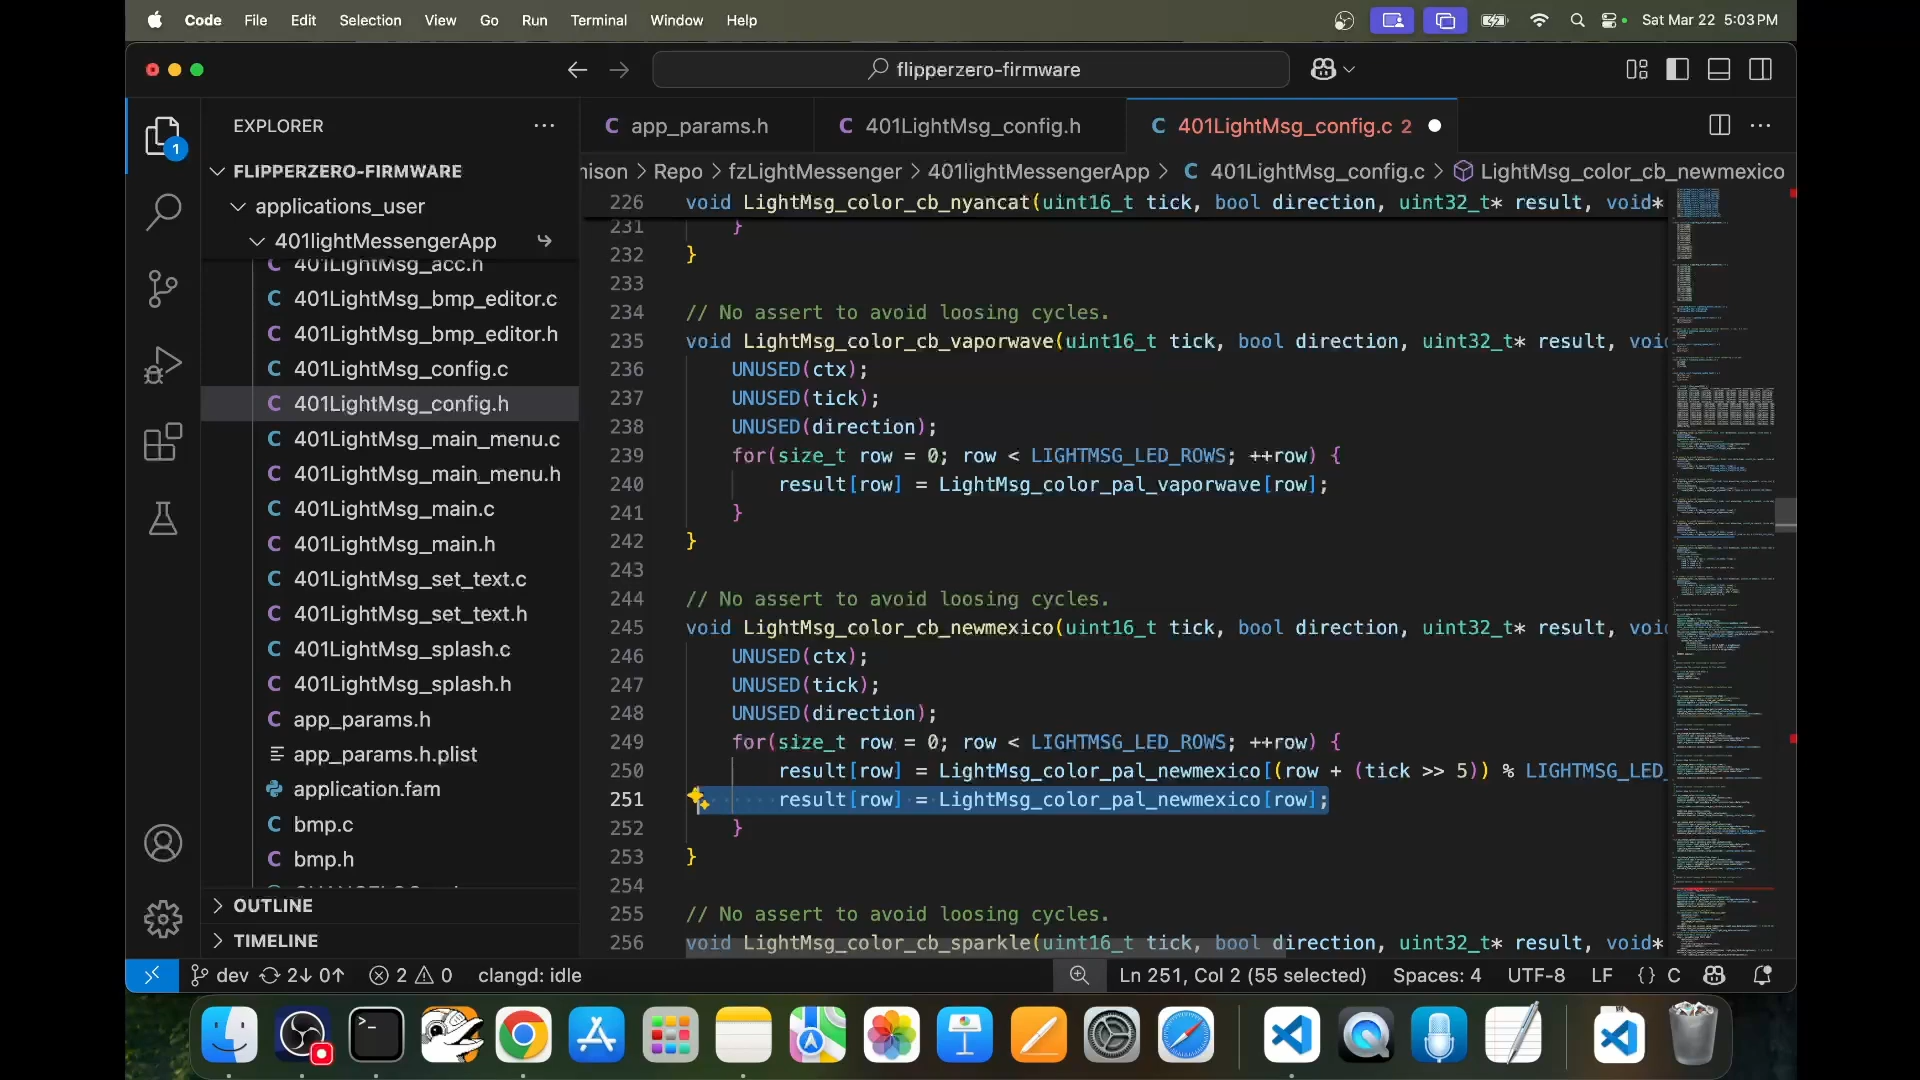 Code File Edit Selection View Go Run Terminal Window Help Sat Mar 22 5:03 PM
flipperzero-firmware
EXPLORER
1
FLIPPERZERO-FIRMWARE
applications_user
401lightMessengerApp
C 401LightMsg_acc.h
C 401LightMsg_bmp_editor.c
C 401LightMsg_bmp_editor.h
C 401LightMsg_config.c
C 401LightMsg_config.h
C 401LightMsg_main_menu.c
C 401LightMsg_main_menu.h
C 401LightMsg_main.c
C 401LightMsg_main.h
C 401LightMsg_set_text.c
C 401LightMsg_set_text.h
C 401LightMsg_splash.c
C 401LightMsg_splash.h
C app_params.h
app_params.h.plist
application.fam
C bmp.c
C bmp.h
OUTLINE
TIMELINE
C app_params.h C 401LightMsg_config.h C 401LightMsg_config.c 2
nison > Repo > fzLightMessenger > 401lightMessengerApp > C 401LightMsg_config.c > LightMsg_color_cb_newmexico
226 void LightMsg_color_cb_nyancat(uint16_t tick, bool direction, uint32_t* result, void*
231 }
232 }
233
234 // No assert to avoid loosing cycles.
235 void LightMsg_color_cb_vaporwave(uint16_t tick, bool direction, uint32_t* result, voi
236 UNUSED(ctx);
237 UNUSED(tick);
238 UNUSED(direction);
239 for(size_t row = 0; row < LIGHTMSG_LED_ROWS; ++row) {
240 result[row] = LightMsg_color_pal_vaporwave[row];
241 }
242 }
243
244 // No assert to avoid loosing cycles.
245 void LightMsg_color_cb_newmexico(uint16_t tick, bool direction, uint32_t* result, voi
246 UNUSED(ctx);
247 UNUSED(tick);
248 UNUSED(direction);
249 for(size_t row = 0; row < LIGHTMSG_LED_ROWS; ++row) {
250 result[row] = LightMsg_color_pal_newmexico[(row + (tick >> 5)) % LIGHTMSG_LED_
251 result[row] = LightMsg_color_pal_newmexico[row];
252 }
253 }
254
255 // No assert to avoid loosing cycles.
256 void LightMsg_color_cb_sparkle(uint16_t tick, bool direction, uint32_t* result, void*
dev 2↓ 0↑ 2 0 clangd: idle Ln 251, Col 2 (55 selected) Spaces: 4 UTF-8 LF {} C